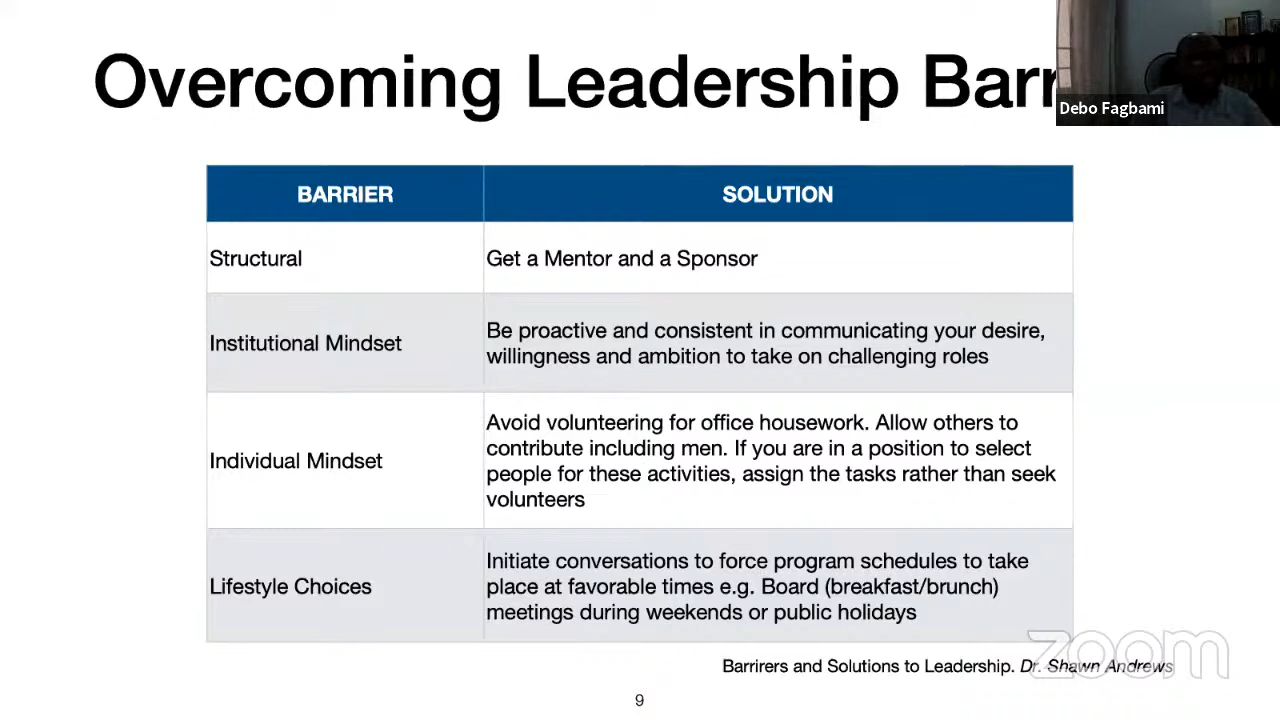 Overcoming Leadership Barr
Debo Fagbami
BARRIER
SOLUTION
Structural
Get a Mentor and a Sponsor
Institutional Mindset
Be proactive and consistent in communicating your desire,
willingness and ambition to take on challenging roles
Individual Mindset
Avoid volunteering for office housework. Allow others to
contribute including men. If you are in a position to select
people for these activities, assign the tasks rather than seek
volunteers
Lifestyle Choices
Initiate conversations to force program schedules to take
place at favorable times e.g. Board (breakfast/brunch)
meetings during weekends or public holidays
zoom
Barrirers and Solutions to Leadership. Dr. Shawn Andrews
9